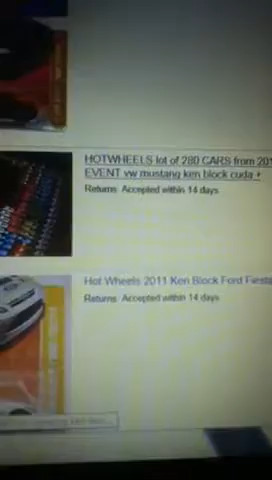 HOTWHEELS lot of 280 CARS from 201
EVENT vw mustang ken block cuda +
Returns Accepted within 14 days
Hot Wheels 2011 Ken Block Ford Fiesta
Returns Accepted within 14 days